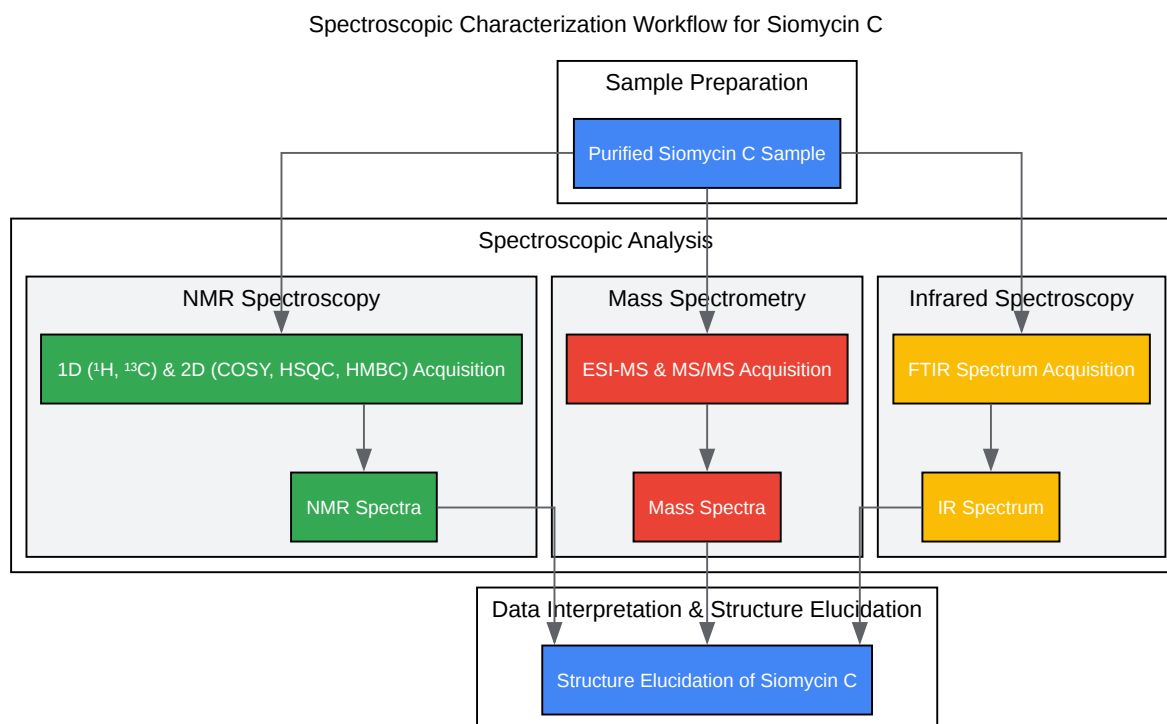 Spectroscopic Characterization Workflow for Siomycin C
Sample Preparation
Purified Siomycin C Sample
Spectroscopic Analysis
NMR Spectroscopy
Mass Spectrometry
Infrared Spectroscopy
1D (¹H, ¹³C) & 2D (COSY, HSQC, HMBC) Acquisition
ESI-MS & MS/MS Acquisition
FTIR Spectrum Acquisition
NMR Spectra
Mass Spectra
IR Spectrum
Data Interpretation & Structure Elucidation
Structure Elucidation of Siomycin C